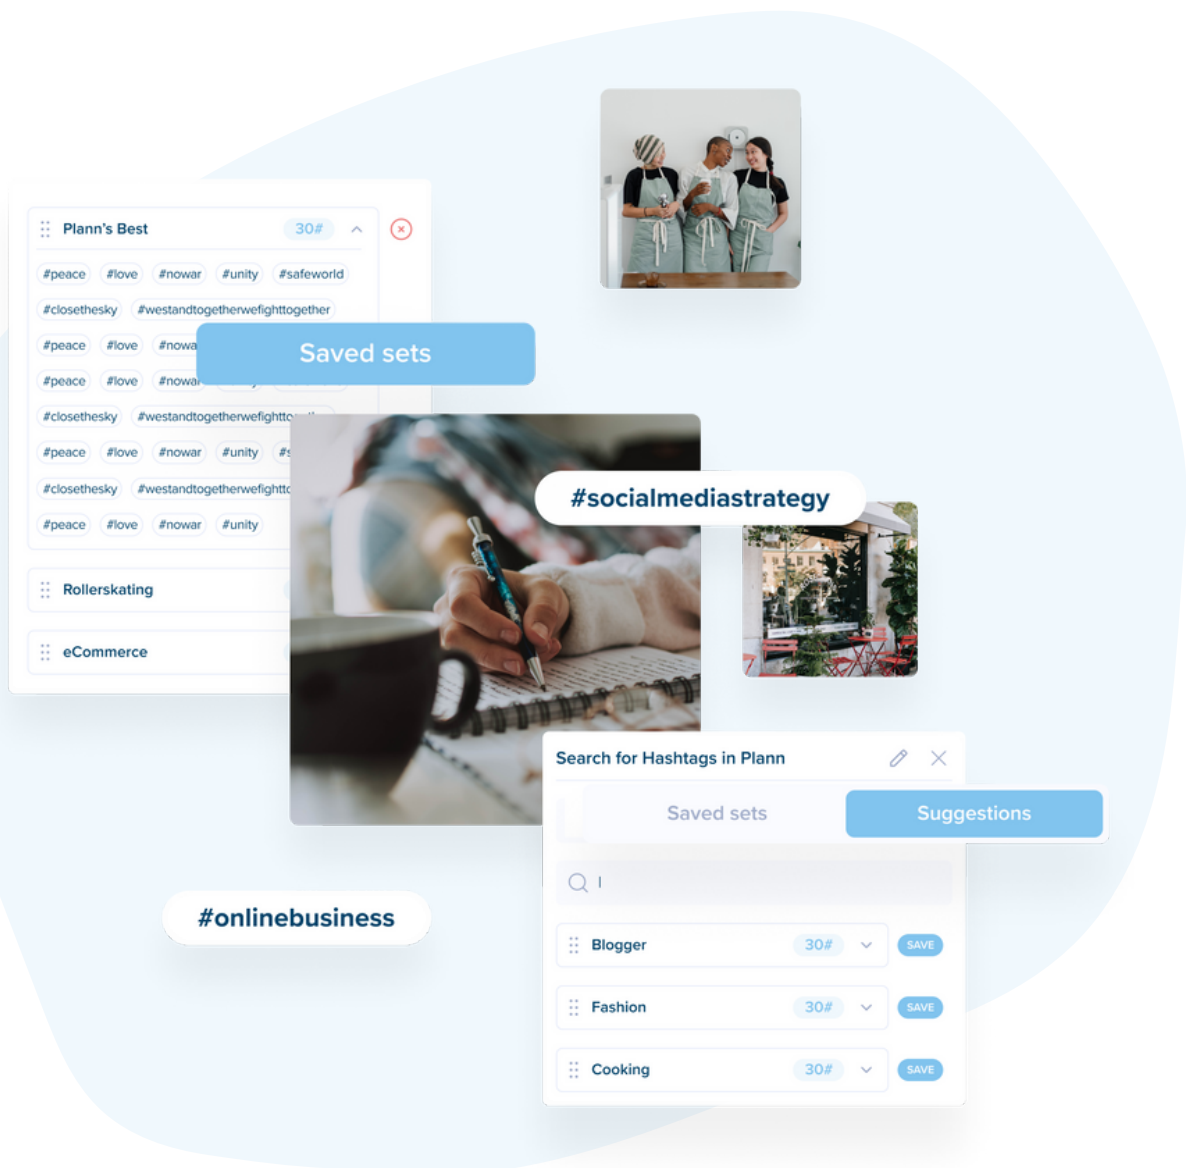 Plann's Best 30#
#peace #love #nowar #unity #safeworld
#closethesky #westandtogetherwefighttogether
#peace #love
Saved sets
#peace #love
#closethesky
#peace #love #nowar #unity
#closethesky
#peace #love #nowar #unity
Rollerskating
eCommerce
#socialmediastrategy
#onlinebusiness
Search for Hashtags in Plann
Saved sets Suggestions
Blogger 30# SAVE
Fashion 30# SAVE
Cooking 30# SAVE